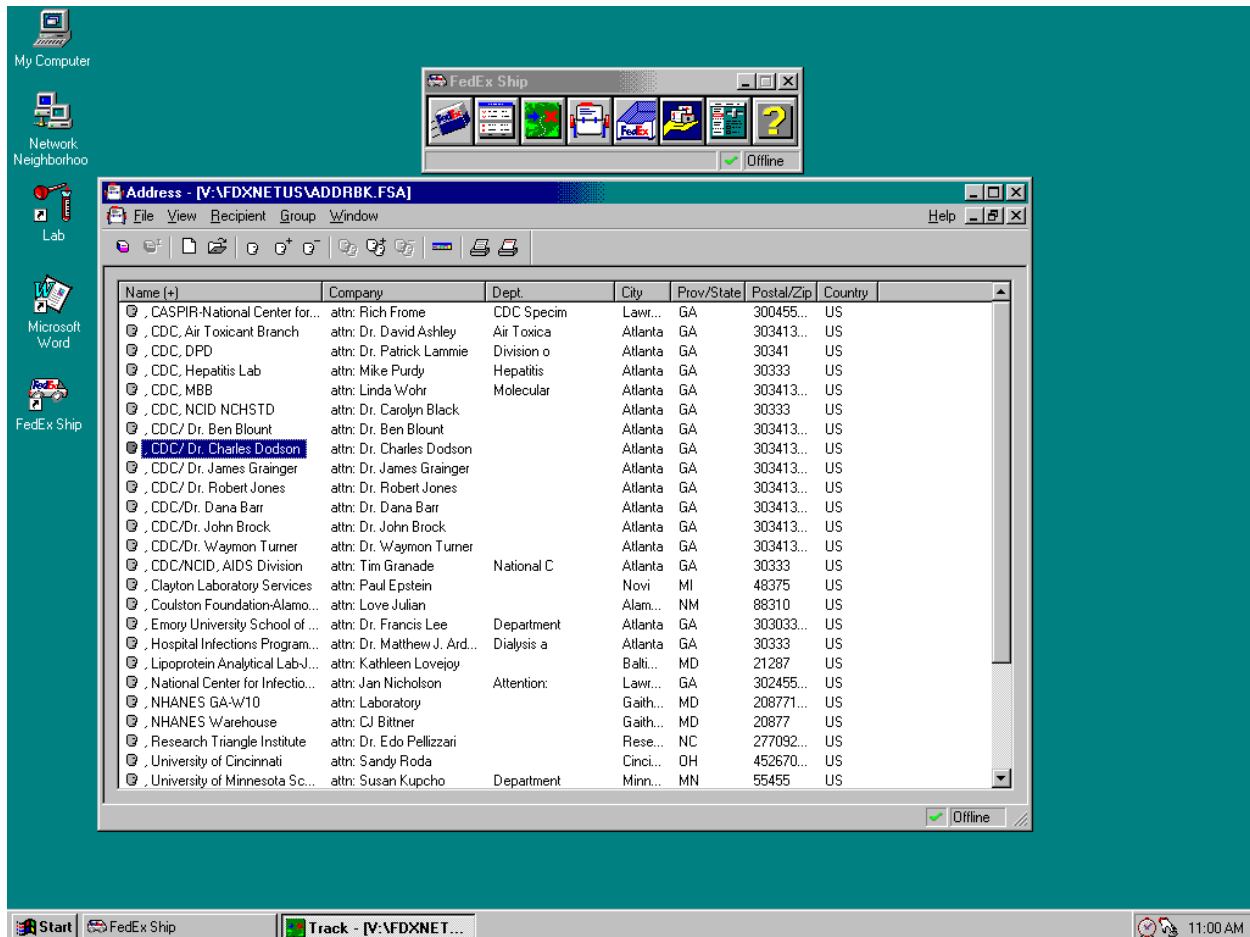 My Computer
Network
Neighborhoo
Lab
Microsoft
Word
FedEx Ship
FedEx Ship
FedEx
FedEx
Offline
Address - [V:\FDXNETUS\ADDRBK.FSA]
File View Recipient Group Window Help
Name (+) Company Dept. City Prov/State Postal/Zip Country
, CASPIR-National Center for... attn: Rich Frome CDC Specim Lawr... GA 300455... US
, CDC, Air Toxicant Branch attn: Dr. David Ashley Air Toxica Atlanta GA 303413... US
, CDC, DPD attn: Dr. Patrick Lammie Division o Atlanta GA 30341 US
, CDC, Hepatitis Lab attn: Mike Purdy Hepatitis Atlanta GA 30333 US
, CDC, MBB attn: Linda Wohr Molecular Atlanta GA 303413... US
, CDC, NCID NCHSTD attn: Dr. Carolyn Black Atlanta GA 30333 US
, CDC/ Dr. Ben Blount attn: Dr. Ben Blount Atlanta GA 303413... US
, CDC/ Dr. Charles Dodson attn: Dr. Charles Dodson Atlanta GA 303413... US
, CDC/ Dr. James Grainger attn: Dr. James Grainger Atlanta GA 303413... US
, CDC/ Dr. Robert Jones attn: Dr. Robert Jones Atlanta GA 303413... US
, CDC/Dr. Dana Barr attn: Dr. Dana Barr Atlanta GA 303413... US
, CDC/Dr. John Brock attn: Dr. John Brock Atlanta GA 303413... US
, CDC/Dr. Waymon Turner attn: Dr. Waymon Turner Atlanta GA 303413... US
, CDC/NCID, AIDS Division attn: Tim Granade National C Atlanta GA 30333 US
, Clayton Laboratory Services attn: Paul Epstein Novi MI 48375 US
, Coulston Foundation-Alamo... attn: Love Julian Alam... NM 88310 US
, Emory University School of ... attn: Dr. Francis Lee Department Atlanta GA 303033... US
, Hospital Infections Program... attn: Dr. Matthew J. Ard... Dialysis a Atlanta GA 30333 US
, Lipoprotein Analytical Lab-J... attn: Kathleen Lovejoy Balti... MD 21287 US
, National Center for Infectio... attn: Jan Nicholson Attention: Lawr... GA 302455... US
, NHANES GA-W10 attn: Laboratory Gaith... MD 208771... US
, NHANES Warehouse attn: CJ Bittner Gaith... MD 20877 US
, Research Triangle Institute attn: Dr. Edo Pellizzari Rese... NC 277092... US
, University of Cincinnati attn: Sandy Roda Cinci... OH 452670... US
, University of Minnesota Sc... attn: Susan Kupcho Department Minn... MN 55455 US
Offline
Start FedEx Ship Track - [V:\FDXNET... 11:00 AM